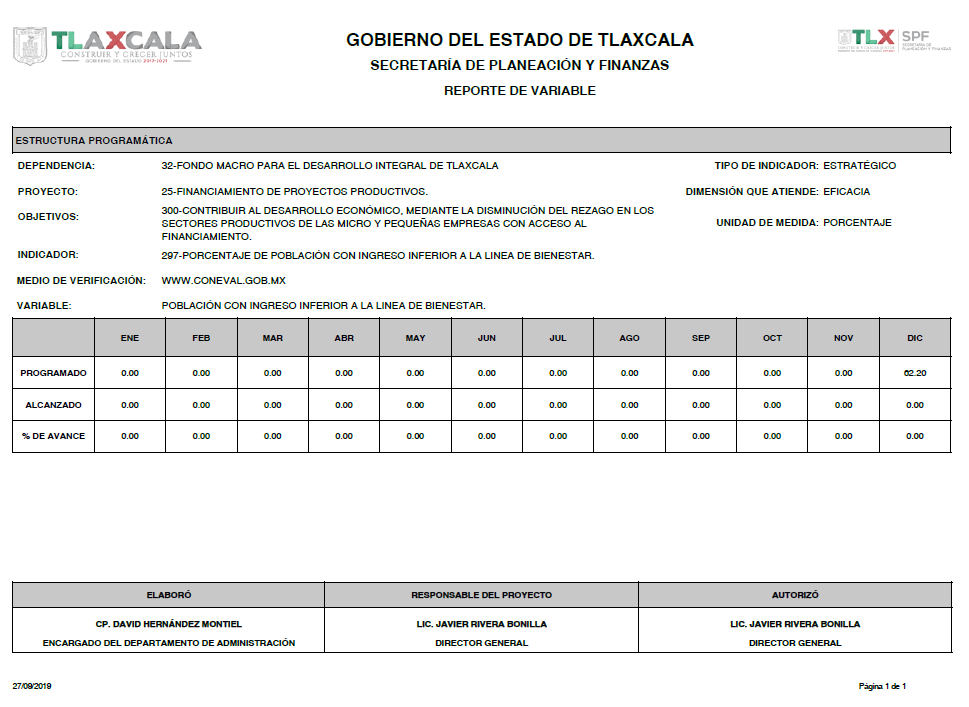 TLAXCALA
CONSTRUIR Y CRECER JUNTOS
GOBIERNO DEL ESTADO 2017-2021
GOBIERNO DEL ESTADO DE TLAXCALA
SECRETARÍA DE PLANEACIÓN Y FINANZAS
REPORTE DE VARIABLE
TLX
SPF
SECRETARÍA DE
PLANEACIÓN Y FINANZAS
ESTRUCTURA PROGRAMÁTICA
DEPENDENCIA: 32-FONDO MACRO PARA EL DESARROLLO INTEGRAL DE TLAXCALA TIPO DE INDICADOR: ESTRATÉGICO
PROYECTO: 25-FINANCIAMIENTO DE PROYECTOS PRODUCTIVOS. DIMENSIÓN QUE ATIENDE: EFICACIA
OBJETIVOS: 300-CONTRIBUIR AL DESARROLLO ECONÓMICO, MEDIANTE LA DISMINUCIÓN DEL REZAGO EN LOS
SECTORES PRODUCTIVOS DE LAS MICRO Y PEQUEÑAS EMPRESAS CON ACCESO AL
FINANCIAMIENTO.
UNIDAD DE MEDIDA: PORCENTAJE
INDICADOR: 297-PORCENTAJE DE POBLACIÓN CON INGRESO INFERIOR A LA LINEA DE BIENESTAR.
MEDIO DE VERIFICACIÓN: WWW.CONEVAL.GOB.MX
VARIABLE: POBLACIÓN CON INGRESO INFERIOR A LA LINEA DE BIENESTAR.
ENE FEB MAR ABR MAY JUN JUL AGO SEP OCT NOV DIC
PROGRAMADO 0.00 0.00 0.00 0.00 0.00 0.00 0.00 0.00 0.00 0.00 0.00 62.20
ALCANZADO 0.00 0.00 0.00 0.00 0.00 0.00 0.00 0.00 0.00 0.00 0.00 0.00
% DE AVANCE 0.00 0.00 0.00 0.00 0.00 0.00 0.00 0.00 0.00 0.00 0.00 0.00
ELABORÓ RESPONSABLE DEL PROYECTO AUTORIZÓ
CP. DAVID HERNÁNDEZ MONTIEL LIC. JAVIER RIVERA BONILLA LIC. JAVIER RIVERA BONILLA
ENCARGADO DEL DEPARTAMENTO DE ADMINISTRACIÓN DIRECTOR GENERAL DIRECTOR GENERAL
27/09/2019 Página 1 de 1